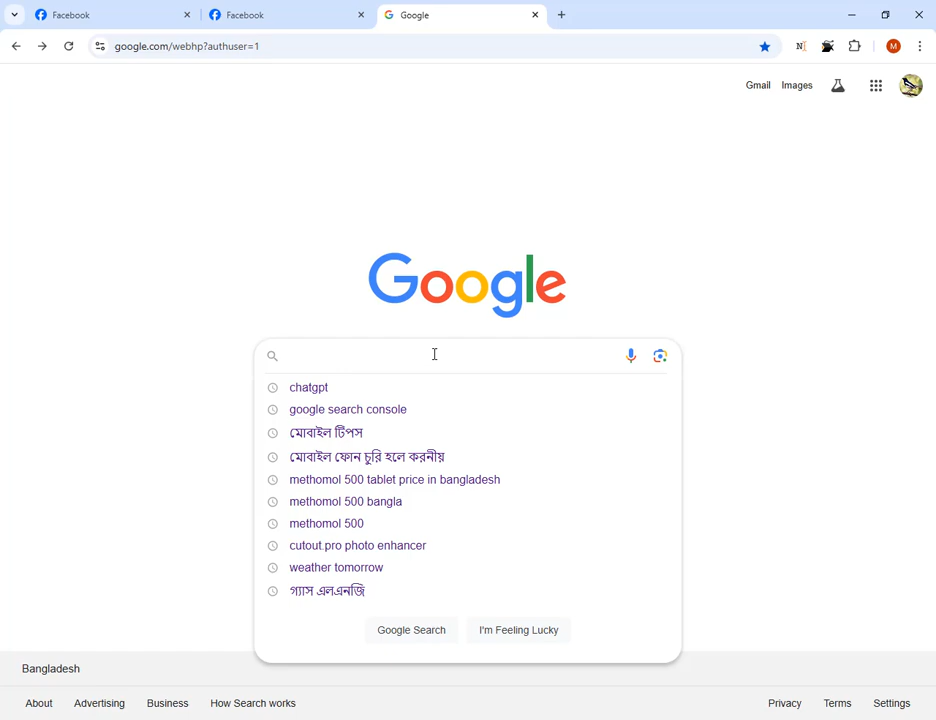 Facebook
Facebook
Google
google.com/webhp?authuser=1
M
Gmail
Images
Google
chatgpt
google search console
মোবাইল টিপস
মোবাইল ফোন চুরি হলে করনীয়
methomol 500 tablet price in bangladesh
methomol 500 bangla
methomol 500
cutout.pro photo enhancer
weather tomorrow
গ্যাস এলএনজি
Google Search
I'm Feeling Lucky
Bangladesh
About
Advertising
Business
How Search works
Privacy
Terms
Settings